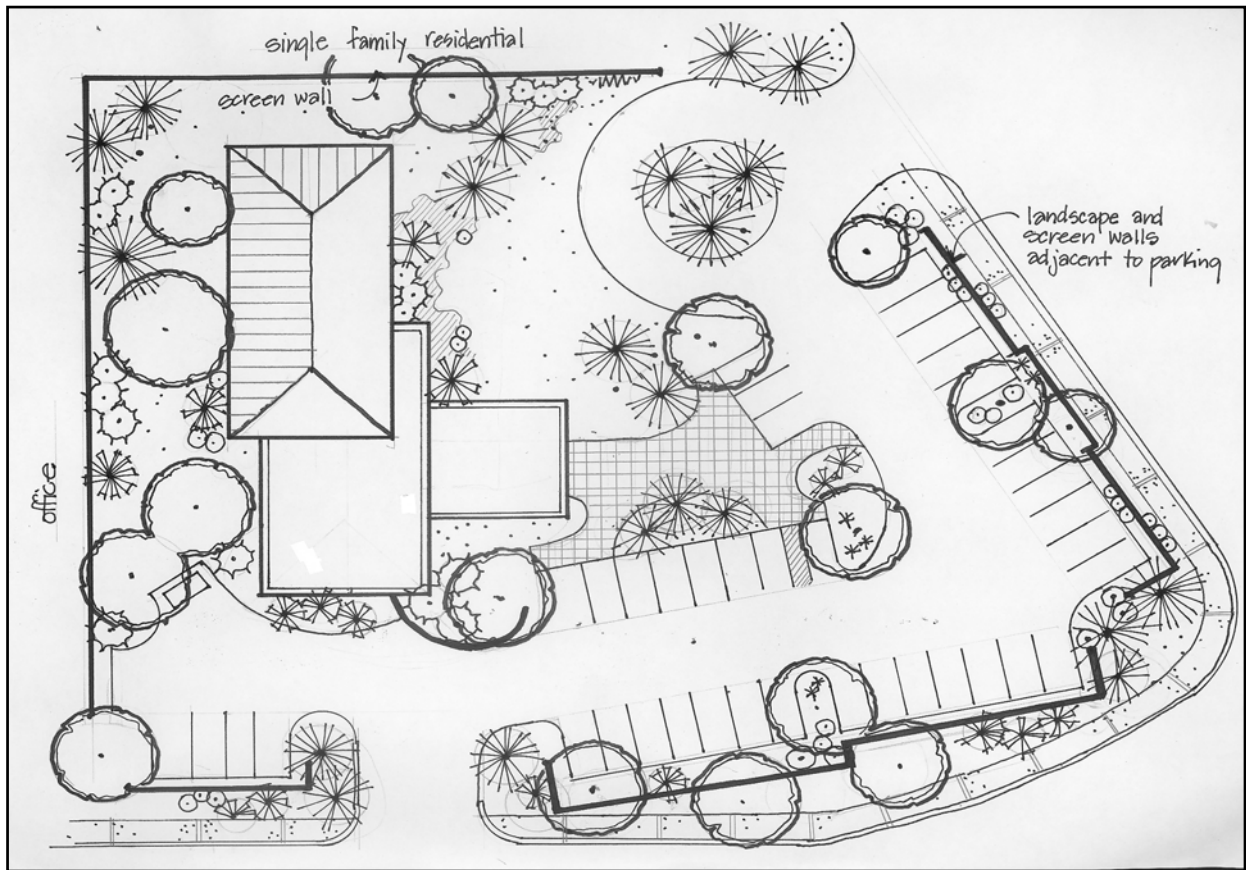 single family residential
screen wall
landscape and
screen walls
adjacent to parking
office